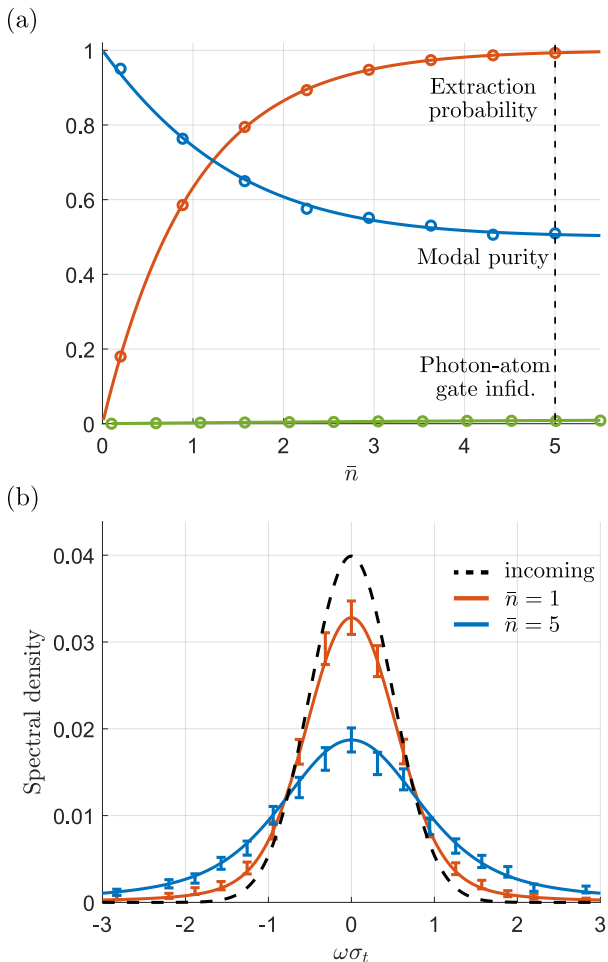 (a)
1
0.8
0.6
0.4
0.2
0
Extraction
probability
Modal purity
Photon-atom
gate infid.
0 1 2 3 4 5
n̄
(b)
0.04
0.03
0.02
0.01
0
Spectral density
incoming
n̄ = 1
n̄ = 5
-3 -2 -1 0 1 2 3
ωσₜ